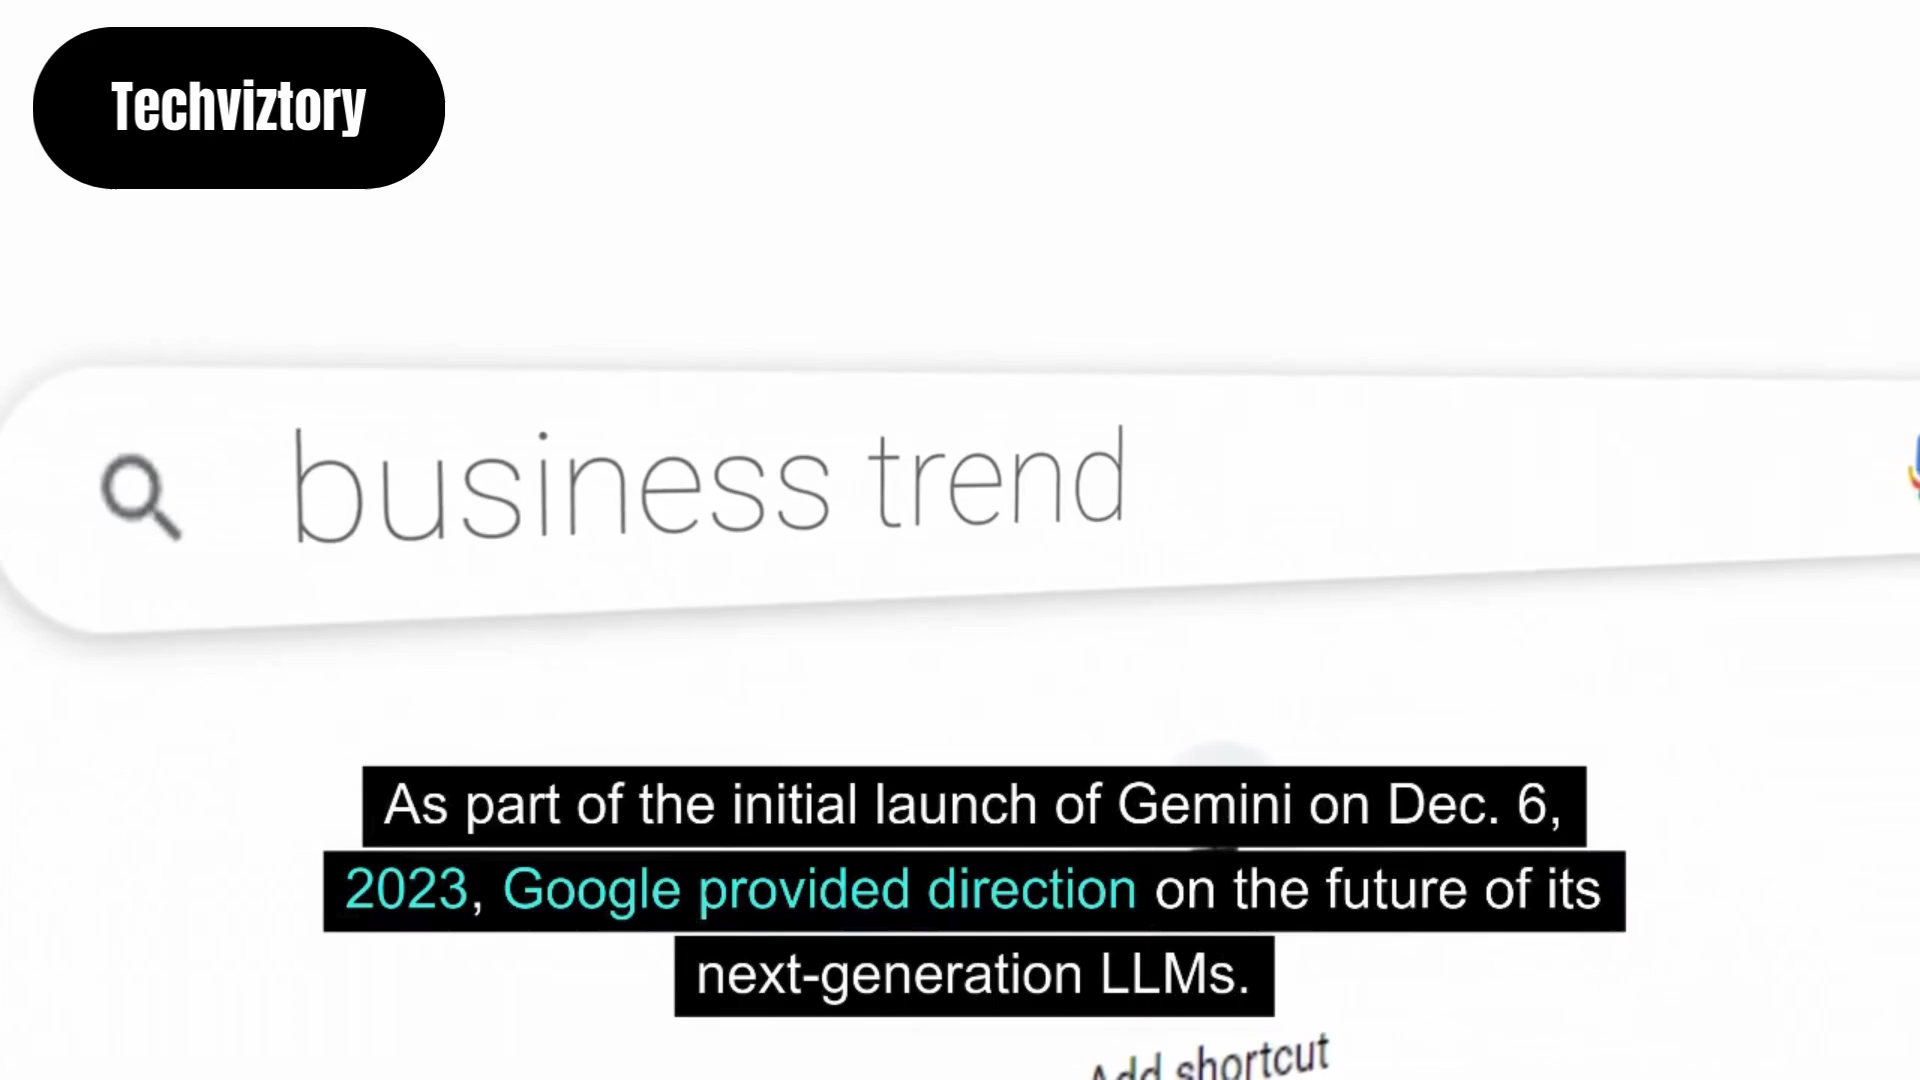 Techviztory
business trend
As part of the initial launch of Gemini on Dec. 6,
2023, Google provided direction on the future of its
next-generation LLMs.
Add shortcut